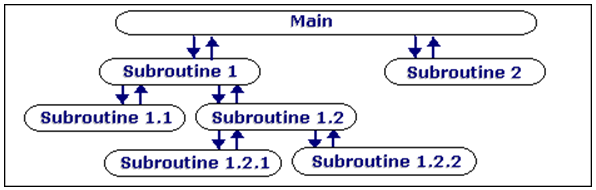 Main
Subroutine 1
Subroutine 2
Subroutine 1.1
Subroutine 1.2
Subroutine 1.2.1
Subroutine 1.2.2